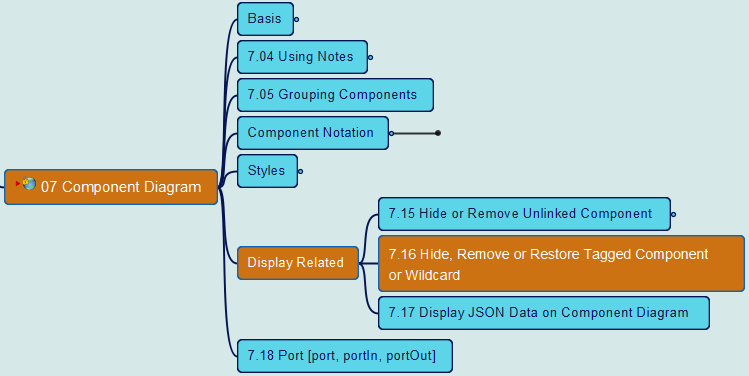 Basis
7.04 Using Notes
7.05 Grouping Components
Component Notation
Styles
07 Component Diagram
7.15 Hide or Remove Unlinked Component
Display Related
7.16 Hide, Remove or Restore Tagged Component
or Wildcard
7.17 Display JSON Data on Component Diagram
7.18 Port [port, portIn, portOut]